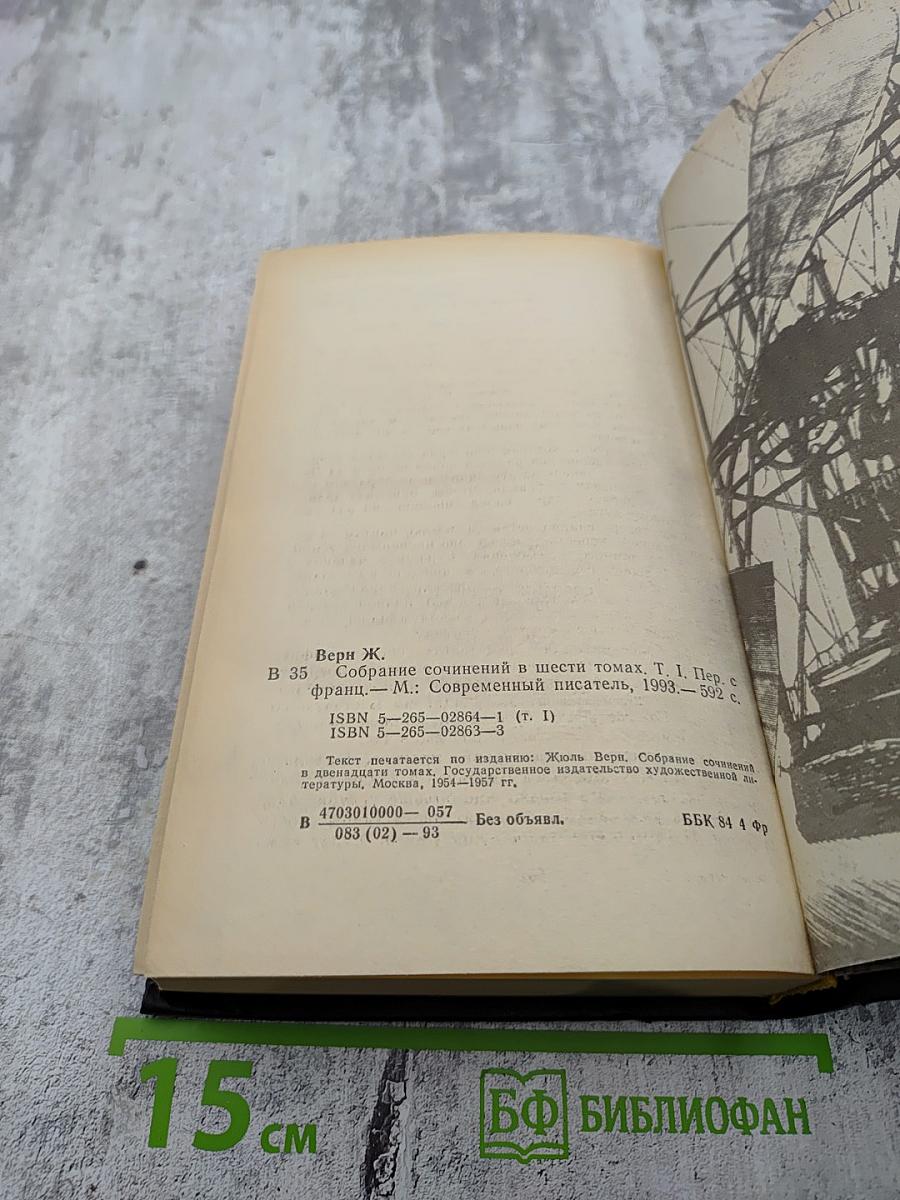 Верн Ж.
В 35 Собрание сочинений в шести томах. Т. I. Пер. с
франц.— М.: Современный писатель, 1993.— 592 с.
ISBN 5—265—02864—1 (т. I)
ISBN 5—265—02863—3
Текст печатается по изданию: Жюль Верн. Собрание сочинений
в двенадцати томах. Государственное издательство художественной ли-
тературы, Москва, 1954—1957 гг.
В 4703010000— 057 Без объявл. ББК 84 4 Фр
083 (02) — 93
15 см
БФ БИБЛИОФАН